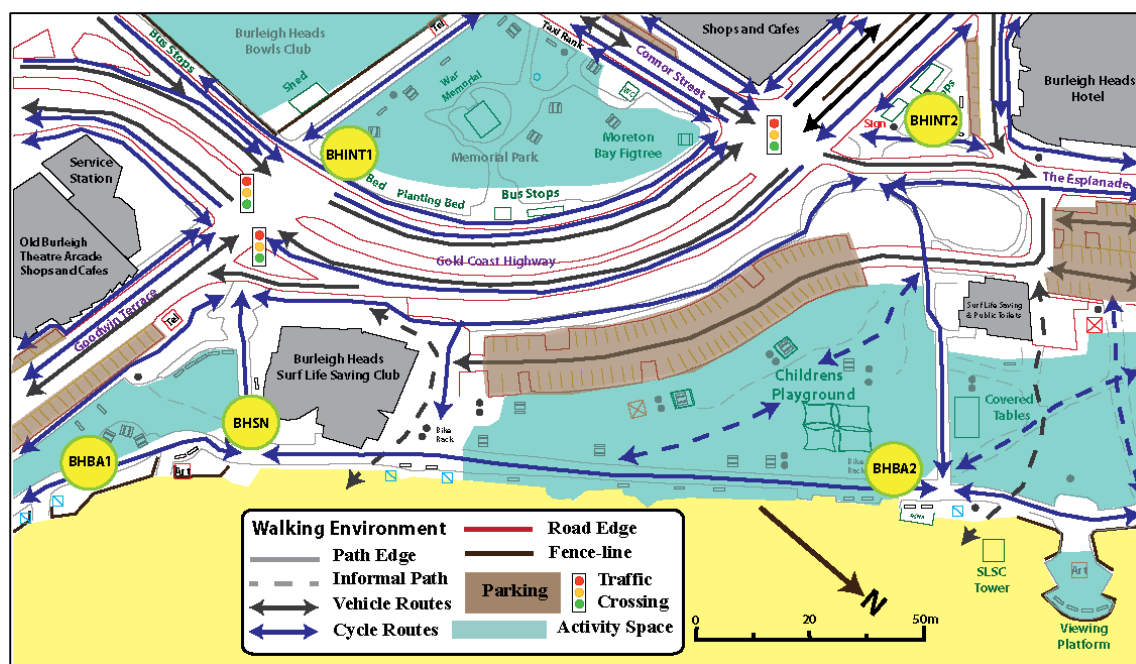 Bus Stops
Burleigh Heads
Bowls Club
Shed
Tel
War
Memorial
Memorial Park
Taxi Rank
Connor Street
WC
Moreton
Bay Figtree
Shops and Cafes
Sign
BHINT2
Burleigh Heads
Hotel
The Esplanade
BHINT1
Bed
Planting Bed
Bus Stops
Service
Station
Old Burleigh
Theatre Arcade
Shops and Cafes
Gold Coast Highway
Goodwin Terrace
Tel
Burleigh Heads
Surf Life Saving Club
Surf Life Saving
& Public Toilets
Childrens
Playground
Covered
Tables
Bike
Rack
BHSN
BHBA1
Art
Bike
Rack
BHBA2
SLSC
Tower
Art
Viewing
Platform
Walking Environment
Path Edge
Informal Path
Vehicle Routes
Cycle Routes
Road Edge
Fence-line
Parking
Traffic
Crossing
Activity Space
N
0 20 50m